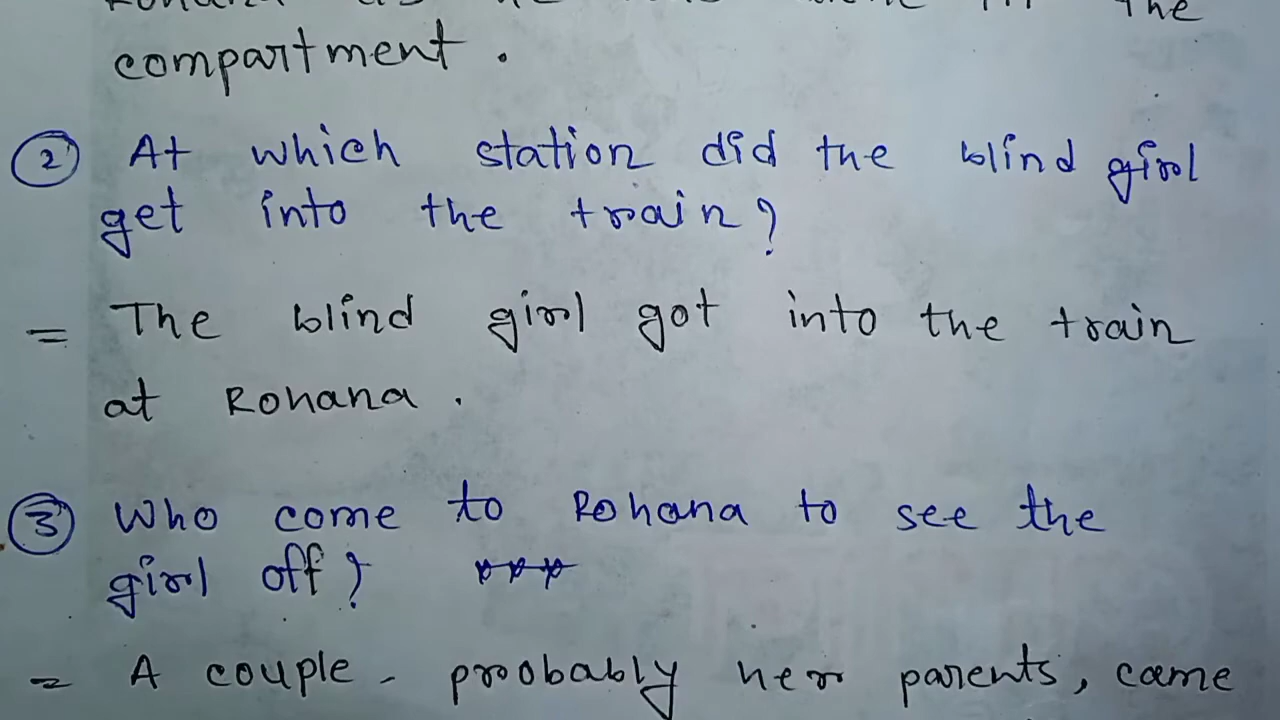 the
compartment.
② At which station did the blind girl
get into the train?
= The blind girl got into the train
at Rohana.
③ Who come to Rohana to see the
girl off? ***
= A couple - probably her parents, came